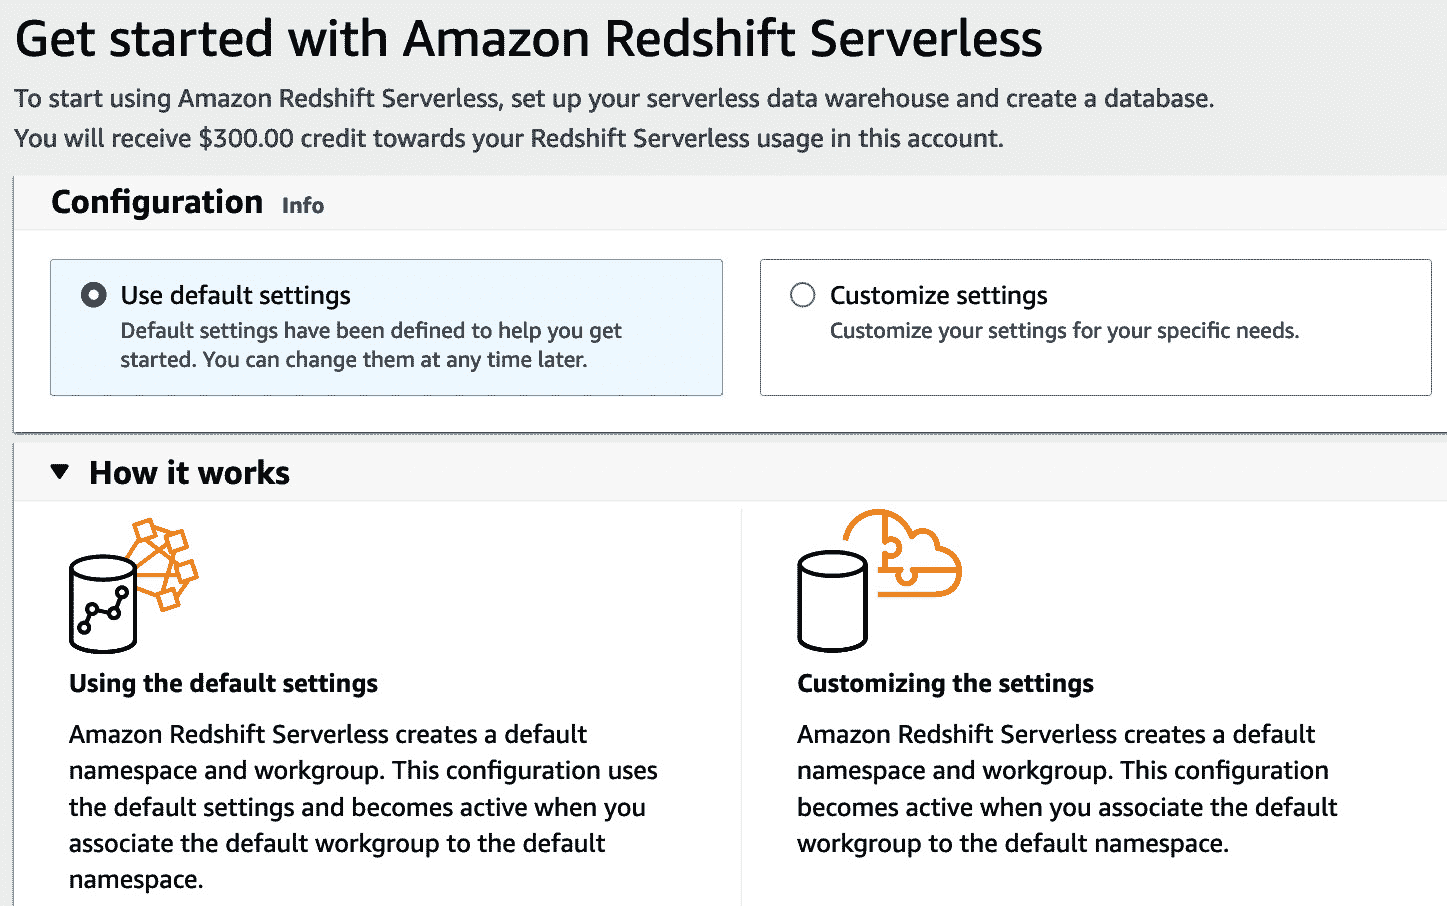 Get started with Amazon Redshift Serverless
To start using Amazon Redshift Serverless, set up your serverless data warehouse and create a database.
You will receive $300.00 credit towards your Redshift Serverless usage in this account.
Configuration Info
Use default settings
Default settings have been defined to help you get
started. You can change them at any time later.
Customize settings
Customize your settings for your specific needs.
How it works
Using the default settings
Amazon Redshift Serverless creates a default
namespace and workgroup. This configuration uses
the default settings and becomes active when you
associate the default workgroup to the default
namespace.
Customizing the settings
Amazon Redshift Serverless creates a default
namespace and workgroup. This configuration
becomes active when you associate the default
workgroup to the default namespace.